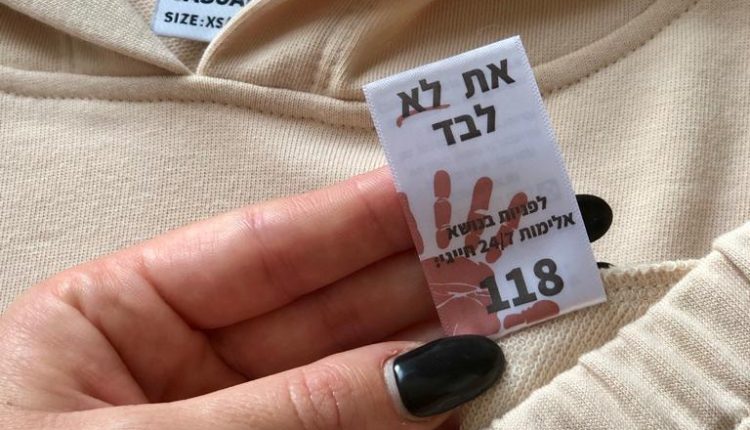 SIZE: XS/
את לא
לבד
לפניות בנושא
אלימות 24/7 חייגי:
118